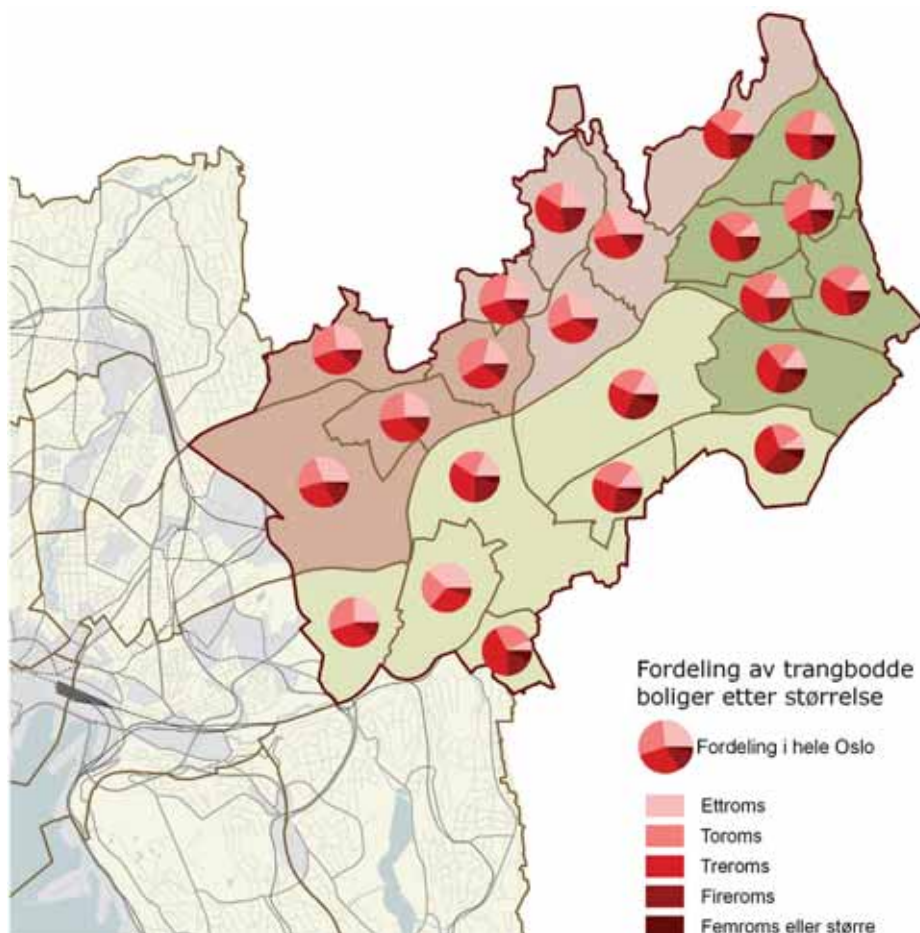 Fordeling av trangbodde
boliger etter størrelse
Fordeling i hele Oslo
Ettroms
Toroms
Treroms
Fireroms
Femroms eller større